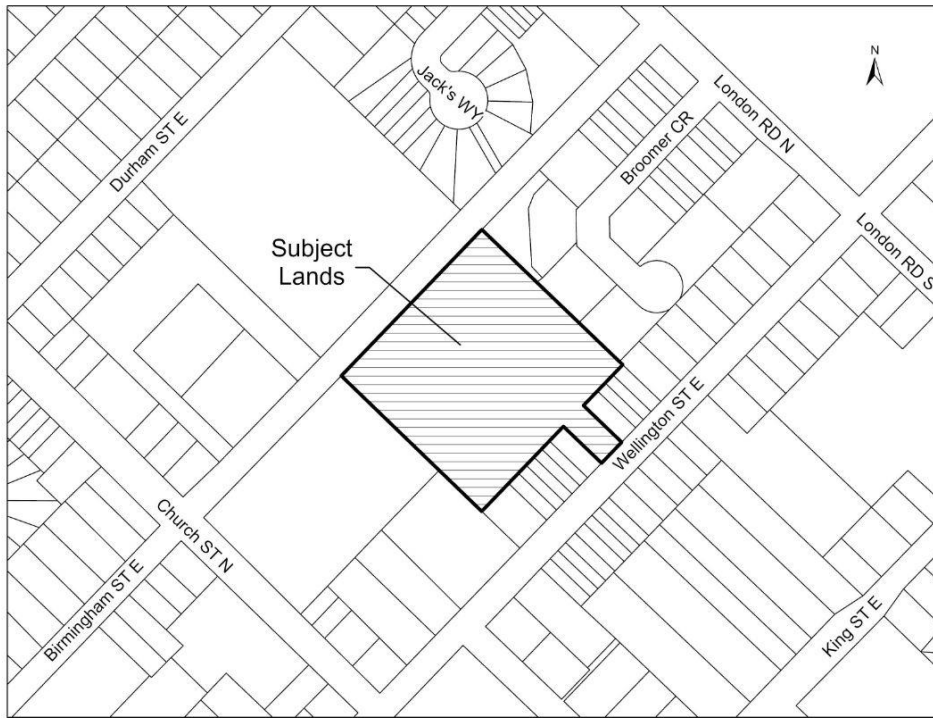 N
Jack's WY
London RD N
Durham ST E
Broomer CR
London RD S
Subject
Lands
Wellington ST E
Church ST N
Birmingham ST E
King ST E